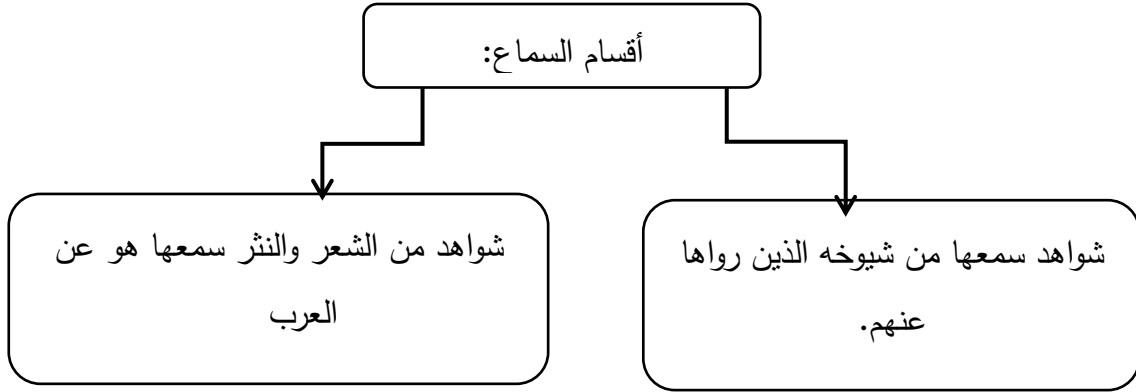 أقسام السماع:
شواهد سمعها من شيوخه الذين رواها
عنهم.
شواهد من الشعر والنثر سمعها هو عن
العرب